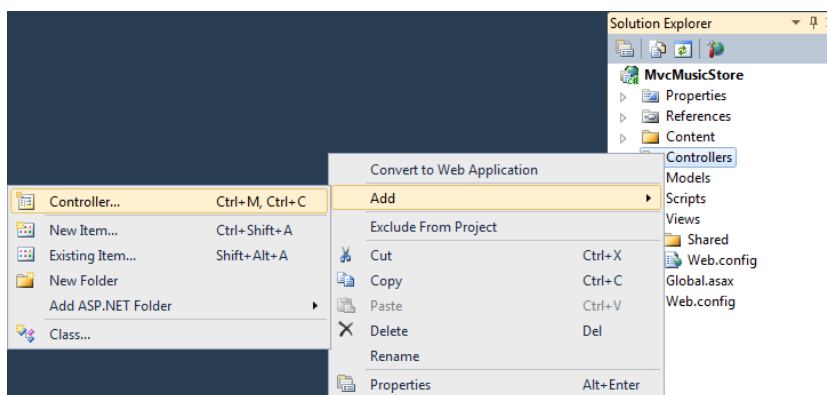 Solution Explorer
MvcMusicStore
Properties
References
Content
Controllers
Models
Scripts
Views
Shared
Web.config
Global.asax
Web.config
Convert to Web Application
Add
Exclude From Project
Cut Ctrl+X
Copy Ctrl+C
Paste Ctrl+V
Delete Del
Rename
Properties Alt+Enter
Controller... Ctrl+M, Ctrl+C
New Item... Ctrl+Shift+A
Existing Item... Shift+Alt+A
New Folder
Add ASP.NET Folder
Class...